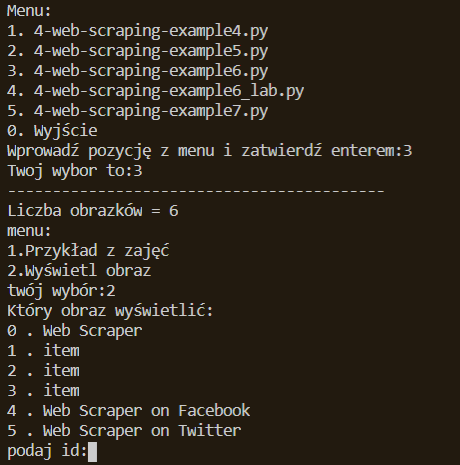 Menu:
1. 4-web-scraping-example4.py
2. 4-web-scraping-example5.py
3. 4-web-scraping-example6.py
4. 4-web-scraping-example6_lab.py
5. 4-web-scraping-example7.py
0. Wyjście
Wprowadź pozycję z menu i zatwierdź enterem:3
Twoj wybor to:3
------------------------------------------
Liczba obrazków = 6
menu:
1.Przykład z zajęć
2.Wyświetl obraz
twój wybór:2
Który obraz wyświetlić:
0 . Web Scraper
1 . item
2 . item
3 . item
4 . Web Scraper on Facebook
5 . Web Scraper on Twitter
podaj id: